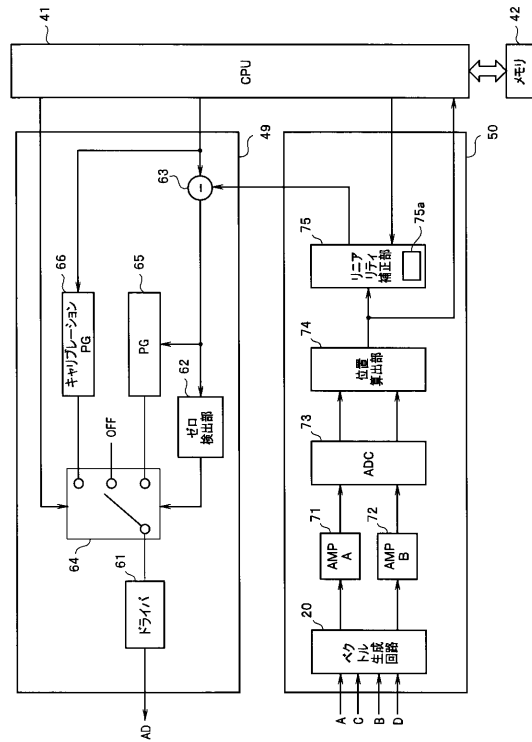 41
CPU
42
メモリ
49
63
−
66
キャリブレーション
PG
65
PG
62
ゼロ
検出部
OFF
64
61
ドライバ
AD
50
75
リニア
リティ
補正部
75a
74
位置
算出部
73
ADC
71
AMP
A
72
AMP
B
20
ベク
トル
生成
回路
A
C
B
D